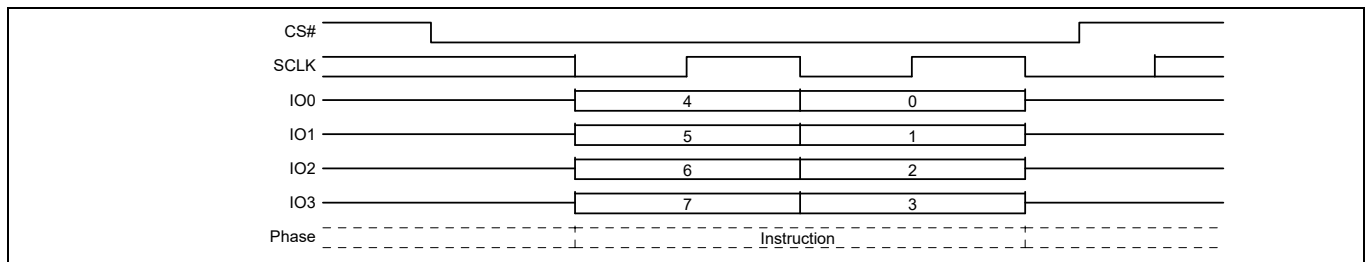 CS#
SCLK
IO0 4 0
IO1 5 1
IO2 6 2
IO3 7 3
Phase Instruction